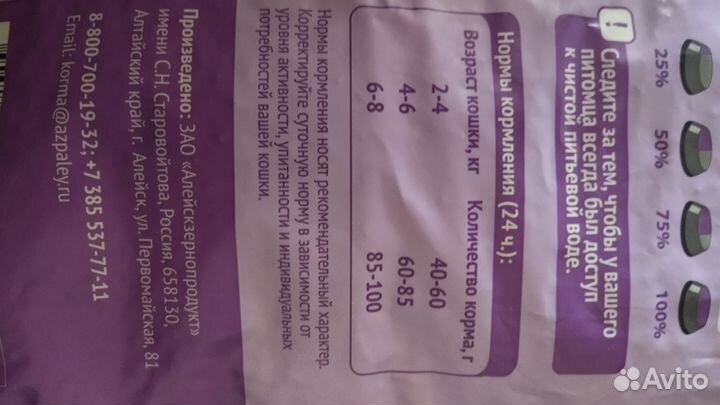 25% 50% 75% 100%
! Следите за тем, чтобы у вашего
питомца всегда был доступ
к чистой питьевой воде.
Нормы кормления (24 ч.):
Возраст кошки, кг Количество корма, г
2-4 40-60
4-6 60-85
6-8 85-100
Нормы кормления носят рекомендательный характер.
Корректируйте суточную норму в зависимости от
уровня активности, упитанности и индивидуальных
потребностей вашей кошки.
Произведено: ЗАО «Алейскзернопродукт»
имени С.Н. Старовойтова, Россия, 658130,
Алтайский край, г. Алейск, ул. Первомайская, 81
8-800-700-19-32; +7 385 537-77-11
Email: korma@azpaley.ru
Avito